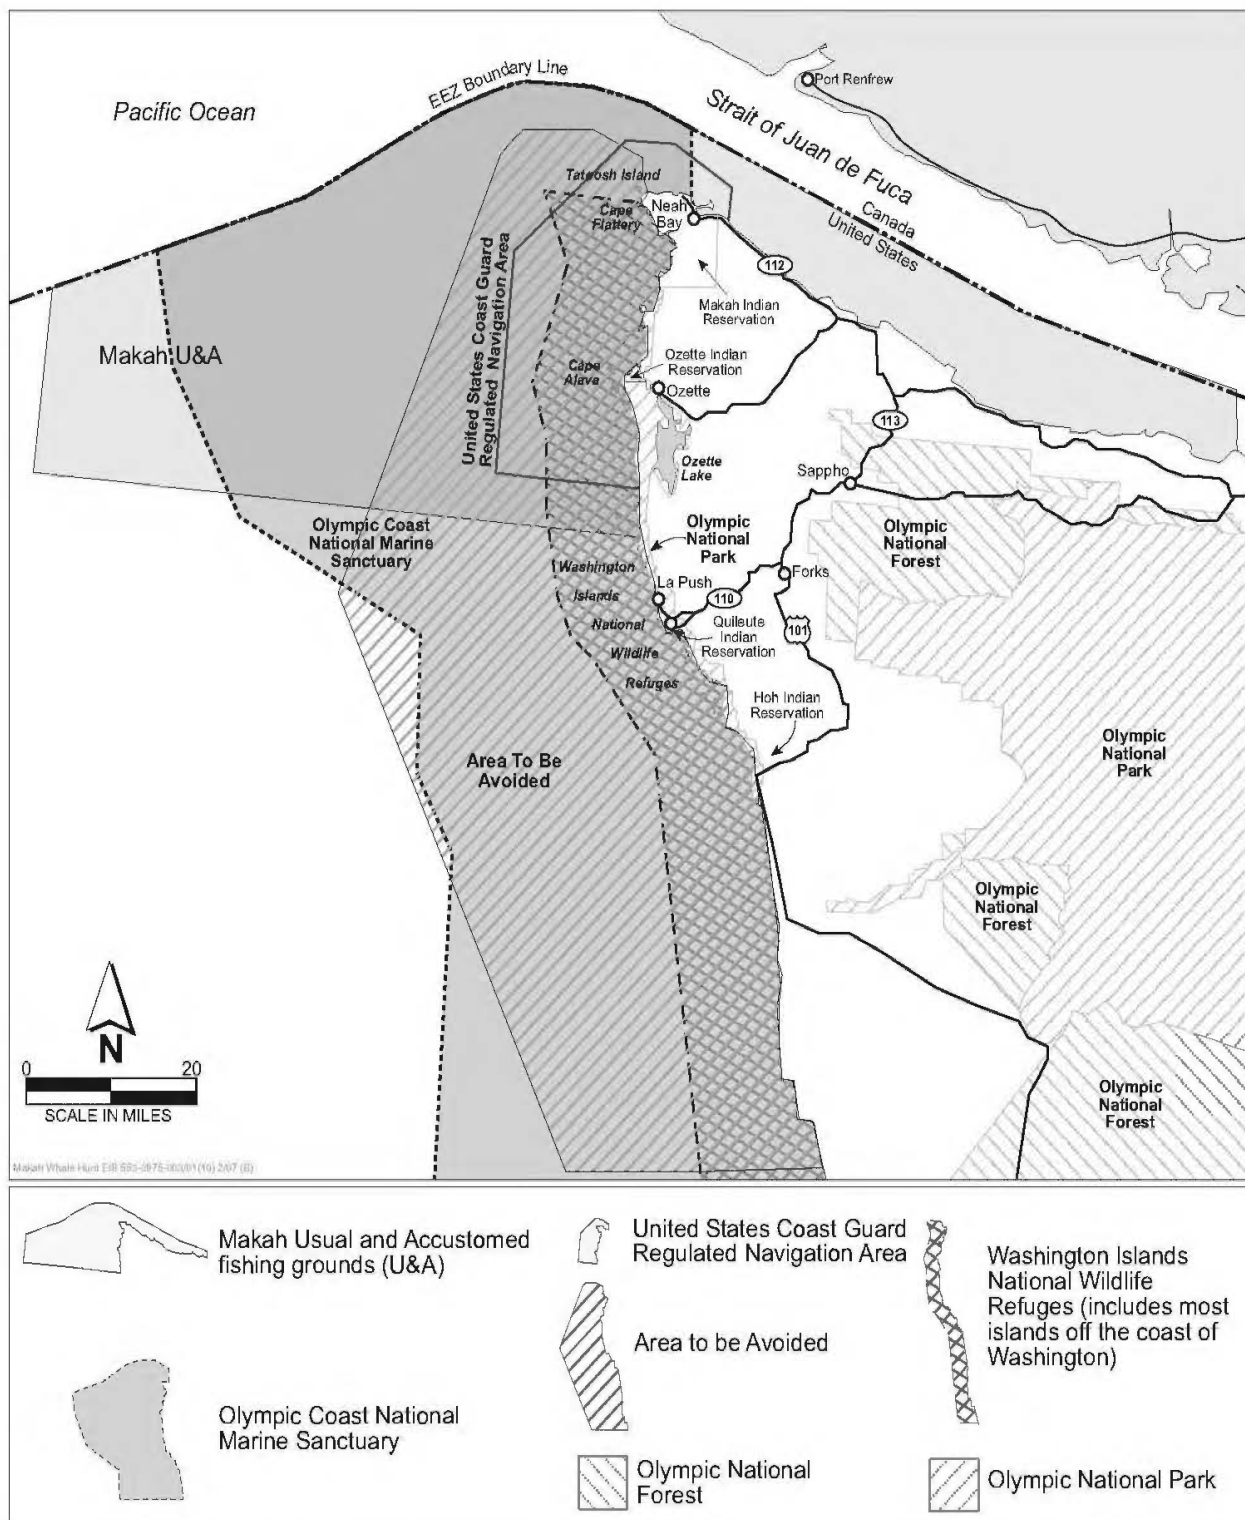 Pacific Ocean
EEZ Boundary Line
Port Renfrew
Strait of Juan de Fuca
Canada
United States
Tatoosh Island
Cape
Flattery
Neah
Bay
112
Makah Indian
Reservation
United States Coast Guard
Regulated Navigation Area
Makah U&A
Cape
Alava
Ozette Indian
Reservation
Ozette
113
Ozette
Lake
Sappho
Olympic Coast
National Marine
Sanctuary
Olympic
National
Park
Olympic
National
Forest
Washington
Islands
National
Wildlife
Refuges
La Push
110
Forks
Quileute
Indian
Reservation
101
Hoh Indian
Reservation
Area To Be
Avoided
Olympic
National
Park
Olympic
National
Forest
Olympic
National
Forest
N
0 20
SCALE IN MILES
Makah Whale Hunt EIS
Makah Usual and Accustomed
fishing grounds (U&A)
Olympic Coast National
Marine Sanctuary
United States Coast Guard
Regulated Navigation Area
Area to be Avoided
Olympic National
Forest
Washington Islands
National Wildlife
Refuges (includes most
islands off the coast of
Washington)
Olympic National Park